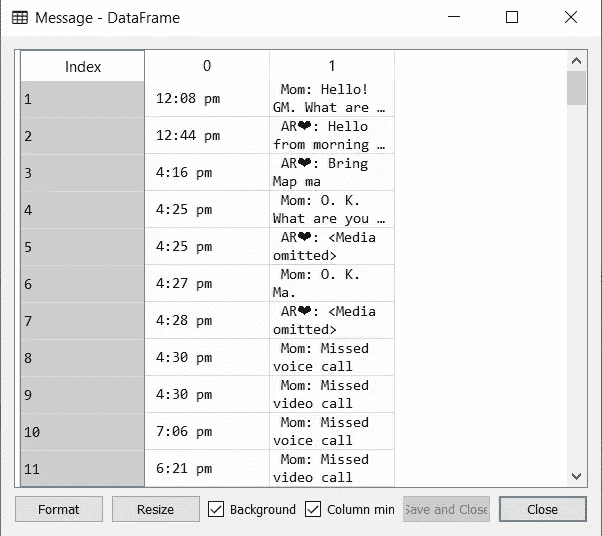 Message - DataFrame
Index 0 1
1 12:08 pm Mom: Hello!
GM. What are …
2 12:44 pm AR❤: Hello
from morning …
3 4:16 pm AR❤: Bring
Map ma
4 4:25 pm Mom: O. K.
What are you …
5 4:25 pm AR❤: <Media
omitted>
6 4:27 pm Mom: O. K.
Ma.
7 4:28 pm AR❤: <Media
omitted>
8 4:30 pm Mom: Missed
voice call
9 4:30 pm Mom: Missed
video call
10 7:06 pm Mom: Missed
voice call
11 6:21 pm Mom: Missed
video call
Format Resize Background Column min Save and Close Close